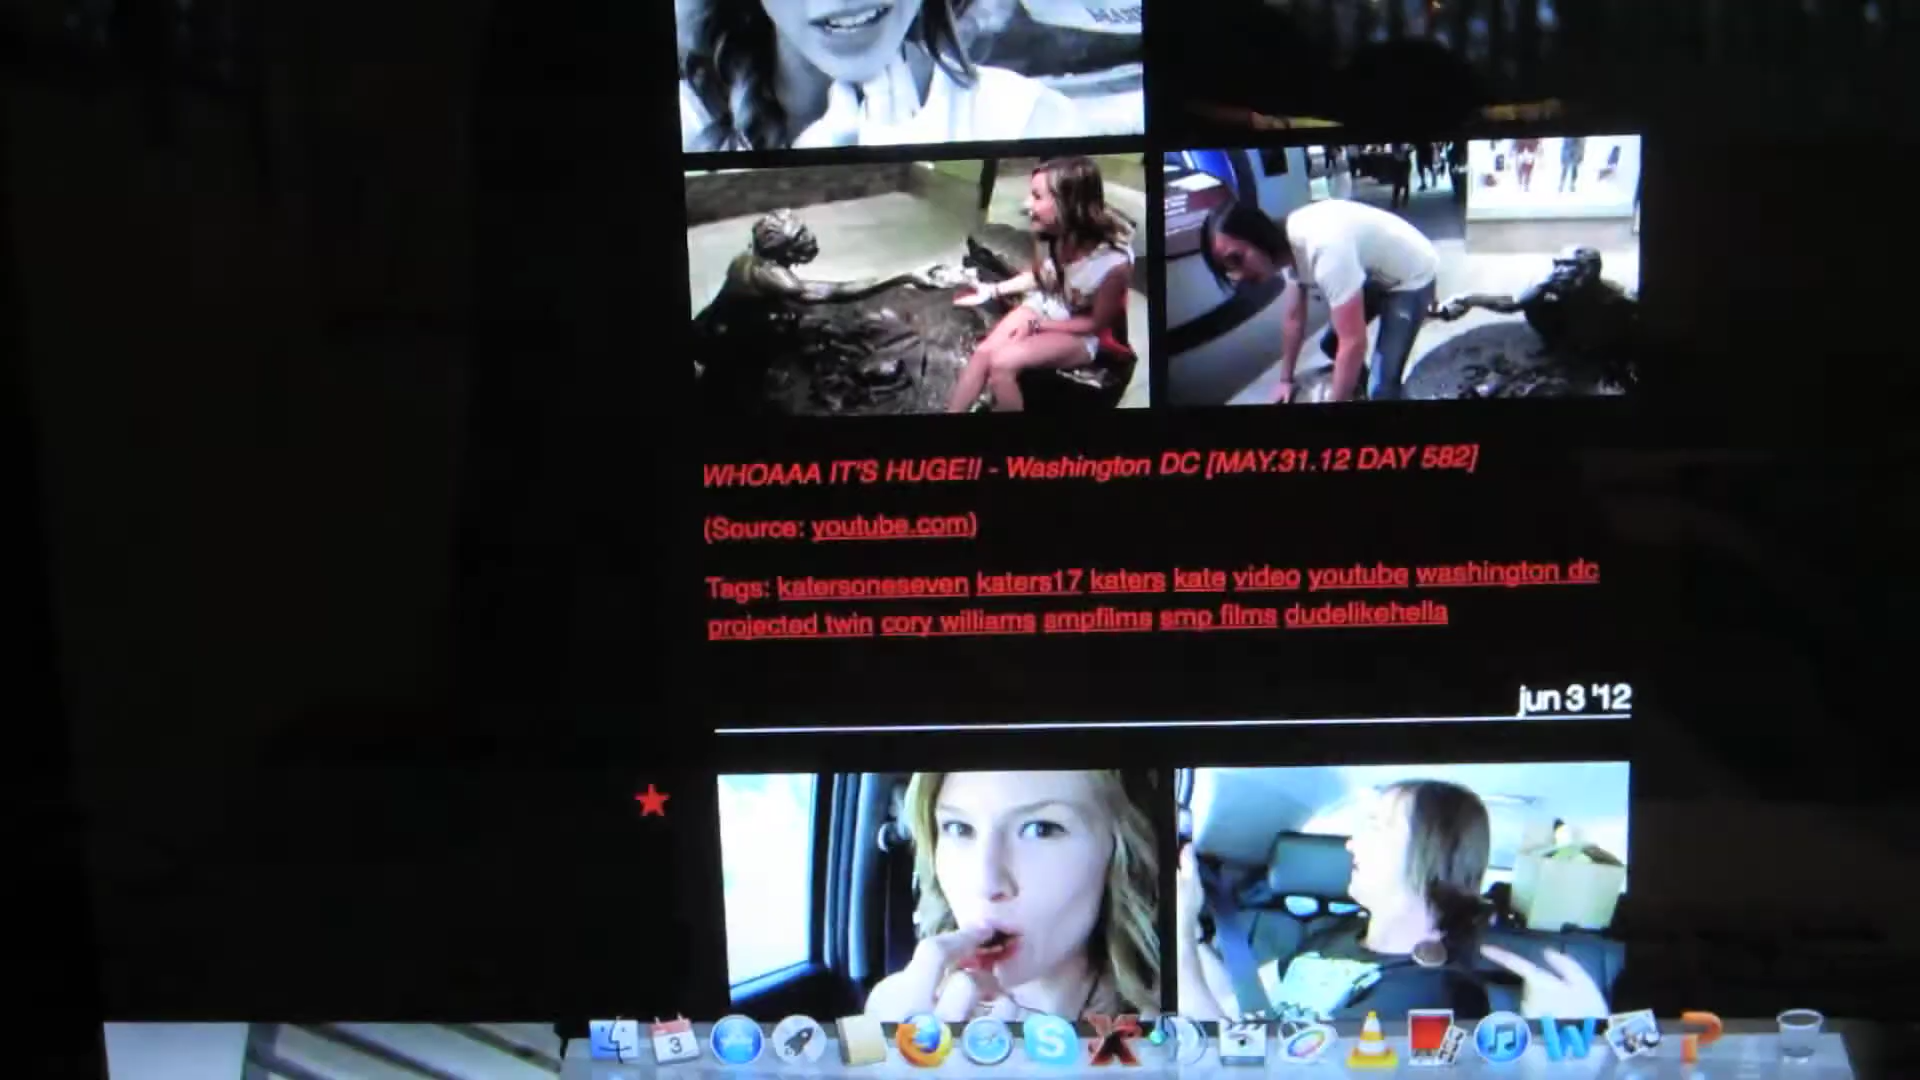 WHOAAA IT'S HUGE!! - Washington DC [MAY.31.12 DAY 582]
(Source: youtube.com)
Tags: katersoneseven katers17 katers kate video youtube washington dc
projected twin cory williams smpfilms smp films dudelikehella
jun 3 '12
3